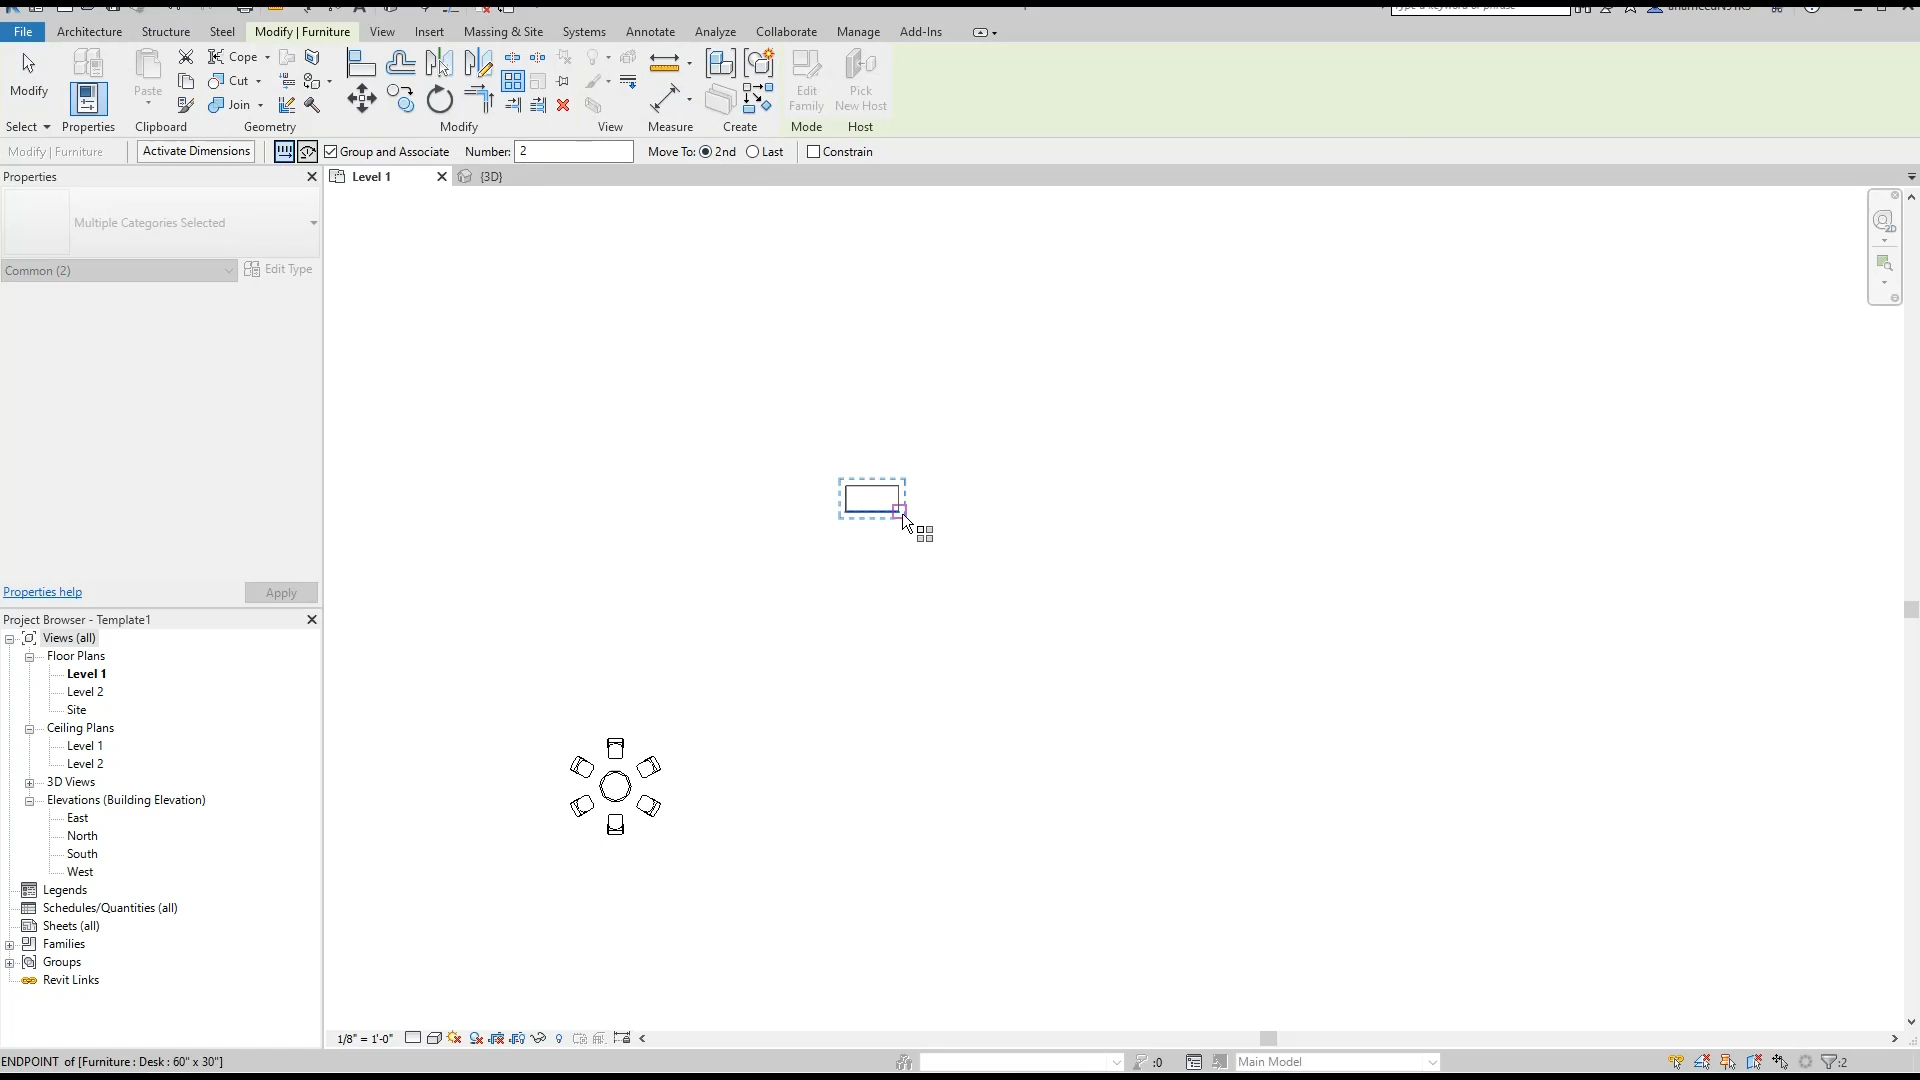 File Architecture Structure Steel Modify | Furniture View Insert Massing & Site Systems Annotate Analyze Collaborate Manage Add-Ins
Modify
Paste
Cope
Cut
Join
Edit
Family
Pick
New Host
Select Properties Clipboard Geometry Modify View Measure Create Mode Host
Modify | Furniture Activate Dimensions Group and Associate Number: 2 Move To: 2nd Last Constrain
Properties
Level 1 {3D}
Multiple Categories Selected
2D
Common (2) Edit Type
Properties help Apply
Project Browser - Template1
Views (all)
Floor Plans
Level 1
Level 2
Site
Ceiling Plans
Level 1
Level 2
3D Views
Elevations (Building Elevation)
East
North
South
West
Legends
Schedules/Quantities (all)
Sheets (all)
Families
Groups
Revit Links
1/8" = 1'-0"
ENDPOINT of [Furniture : Desk : 60" x 30"] :0 Main Model :2